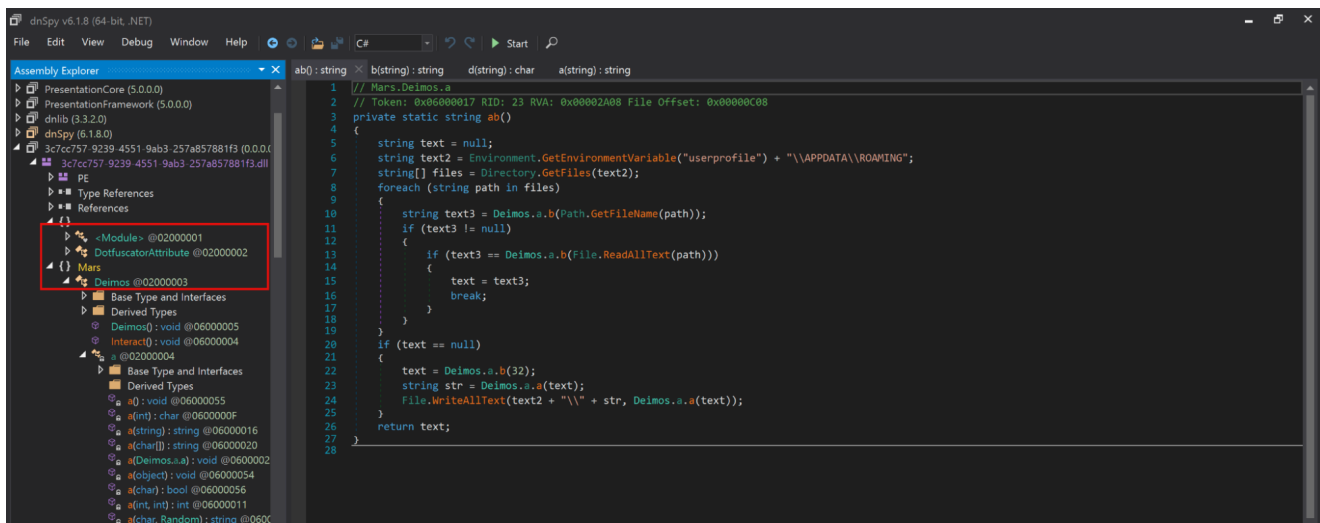 dnSpy v6.1.8 (64-bit, .NET)
File Edit View Debug Window Help C# Start
Assembly Explorer
PresentationCore (5.0.0.0)
PresentationFramework (5.0.0.0)
dnlib (3.3.2.0)
dnSpy (6.1.8.0)
3c7cc757-9239-4551-9ab3-257a857881f3 (0.0.0.0
3c7cc757-9239-4551-9ab3-257a857881f3.dll
PE
Type References
References
{ }
<Module> @02000001
DotfuscatorAttribute @02000002
{ } Mars
Deimos @02000003
Base Type and Interfaces
Derived Types
Deimos() : void @06000005
Interact() : void @06000004
a @02000004
Base Type and Interfaces
Derived Types
a() : void @06000055
a(int) : char @0600000F
a(string) : string @06000016
a(char[]) : string @06000020
a(Deimos.a.a) : void @0600002
a(object) : void @06000054
a(char) : bool @06000056
a(int, int) : int @06000011
a(char, Random) : string @0600
ab() : string b(string) : string d(string) : char a(string) : string
1 // Mars.Deimos.a
2 // Token: 0x06000017 RID: 23 RVA: 0x00002A08 File Offset: 0x00000C08
3 private static string ab()
4 {
5 string text = null;
6 string text2 = Environment.GetEnvironmentVariable("userprofile") + "\\APPDATA\\ROAMING";
7 string[] files = Directory.GetFiles(text2);
8 foreach (string path in files)
9 {
10 string text3 = Deimos.a.b(Path.GetFileName(path));
11 if (text3 != null)
12 {
13 if (text3 == Deimos.a.b(File.ReadAllText(path)))
14 {
15 text = text3;
16 break;
17 }
18 }
19 }
20 if (text == null)
21 {
22 text = Deimos.a.b(32);
23 string str = Deimos.a.a(text);
24 File.WriteAllText(text2 + "\\" + str, Deimos.a.a(text));
25 }
26 return text;
27 }
28